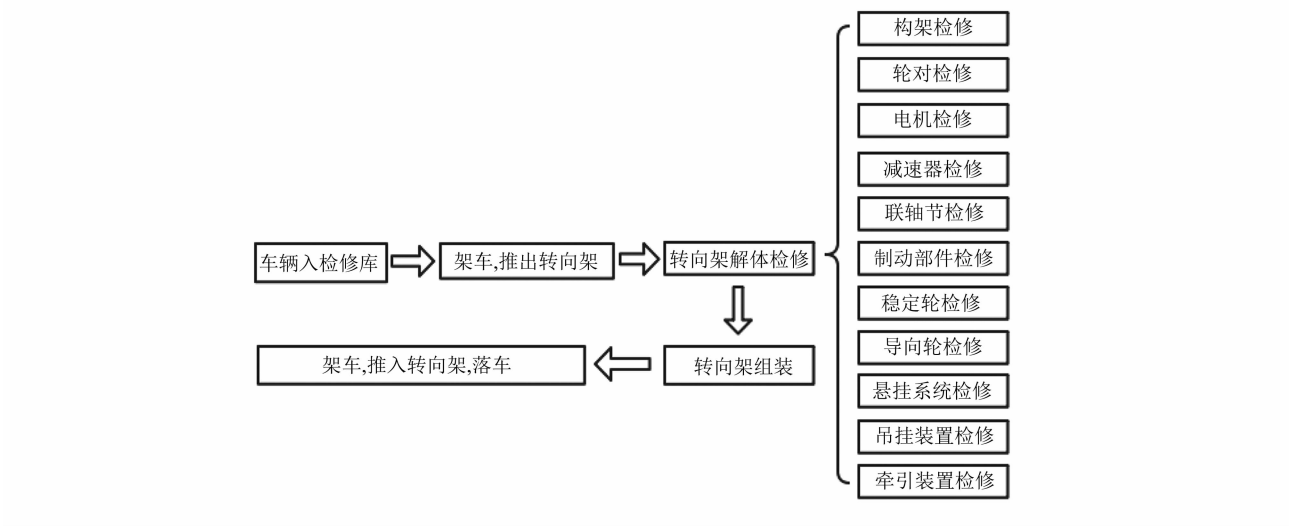 构架检修
轮对检修
电机检修
减速器检修
联轴节检修
车辆入检修库
架车,推出转向架
转向架解体检修
制动部件检修
稳定轮检修
导向轮检修
架车,推入转向架,落车
转向架组装
悬挂系统检修
吊挂装置检修
牵引装置检修